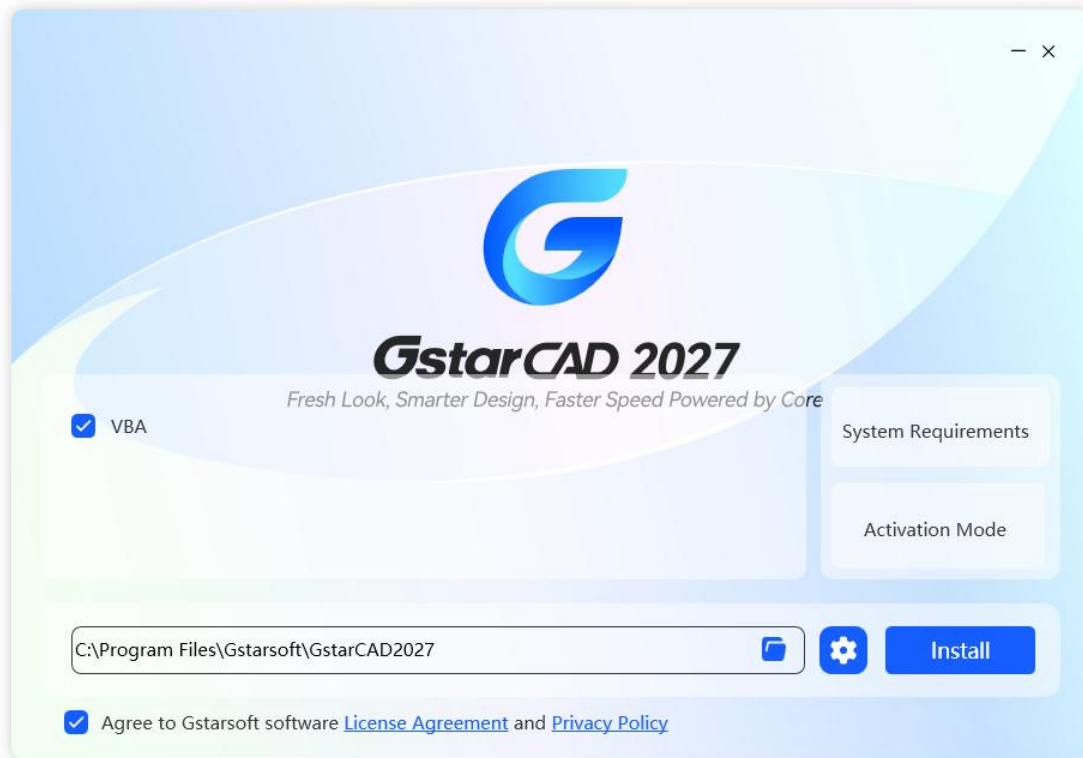 GstarCAD 2027
Fresh Look, Smarter Design, Faster Speed Powered by Core
VBA
System Requirements
Activation Mode
C:\Program Files\Gstarsoft\GstarCAD2027
Install
Agree to Gstarsoft software License Agreement and Privacy Policy